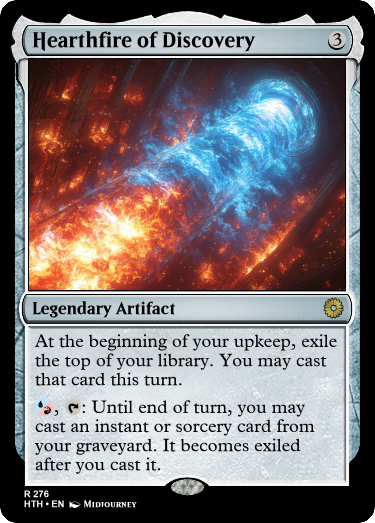 Hearthfire of Discovery 3
Legendary Artifact
At the beginning of your upkeep, exile
the top of your library. You may cast
that card this turn.
, : Until end of turn, you may
cast an instant or sorcery card from
your graveyard. It becomes exiled
after you cast it.
R 276
HTH • EN Midjourney